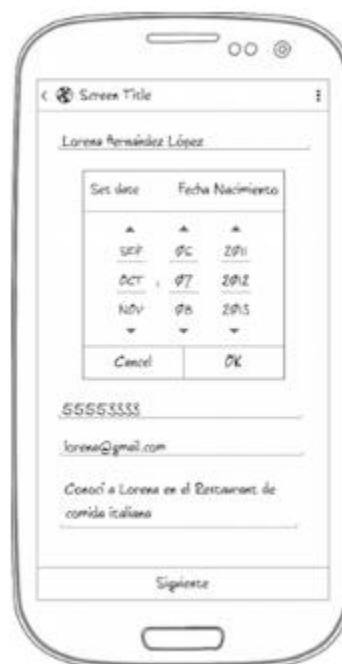 Screen Title
Lorena Fernández López
Set date Fecha Nacimiento
SEP 06 2011
OCT , 07 2012
NOV 08 2013
Cancel OK
55553333
lorena@gmail.com
Conocí a Lorena en el Restaurant de
comida italiana
Siguiente